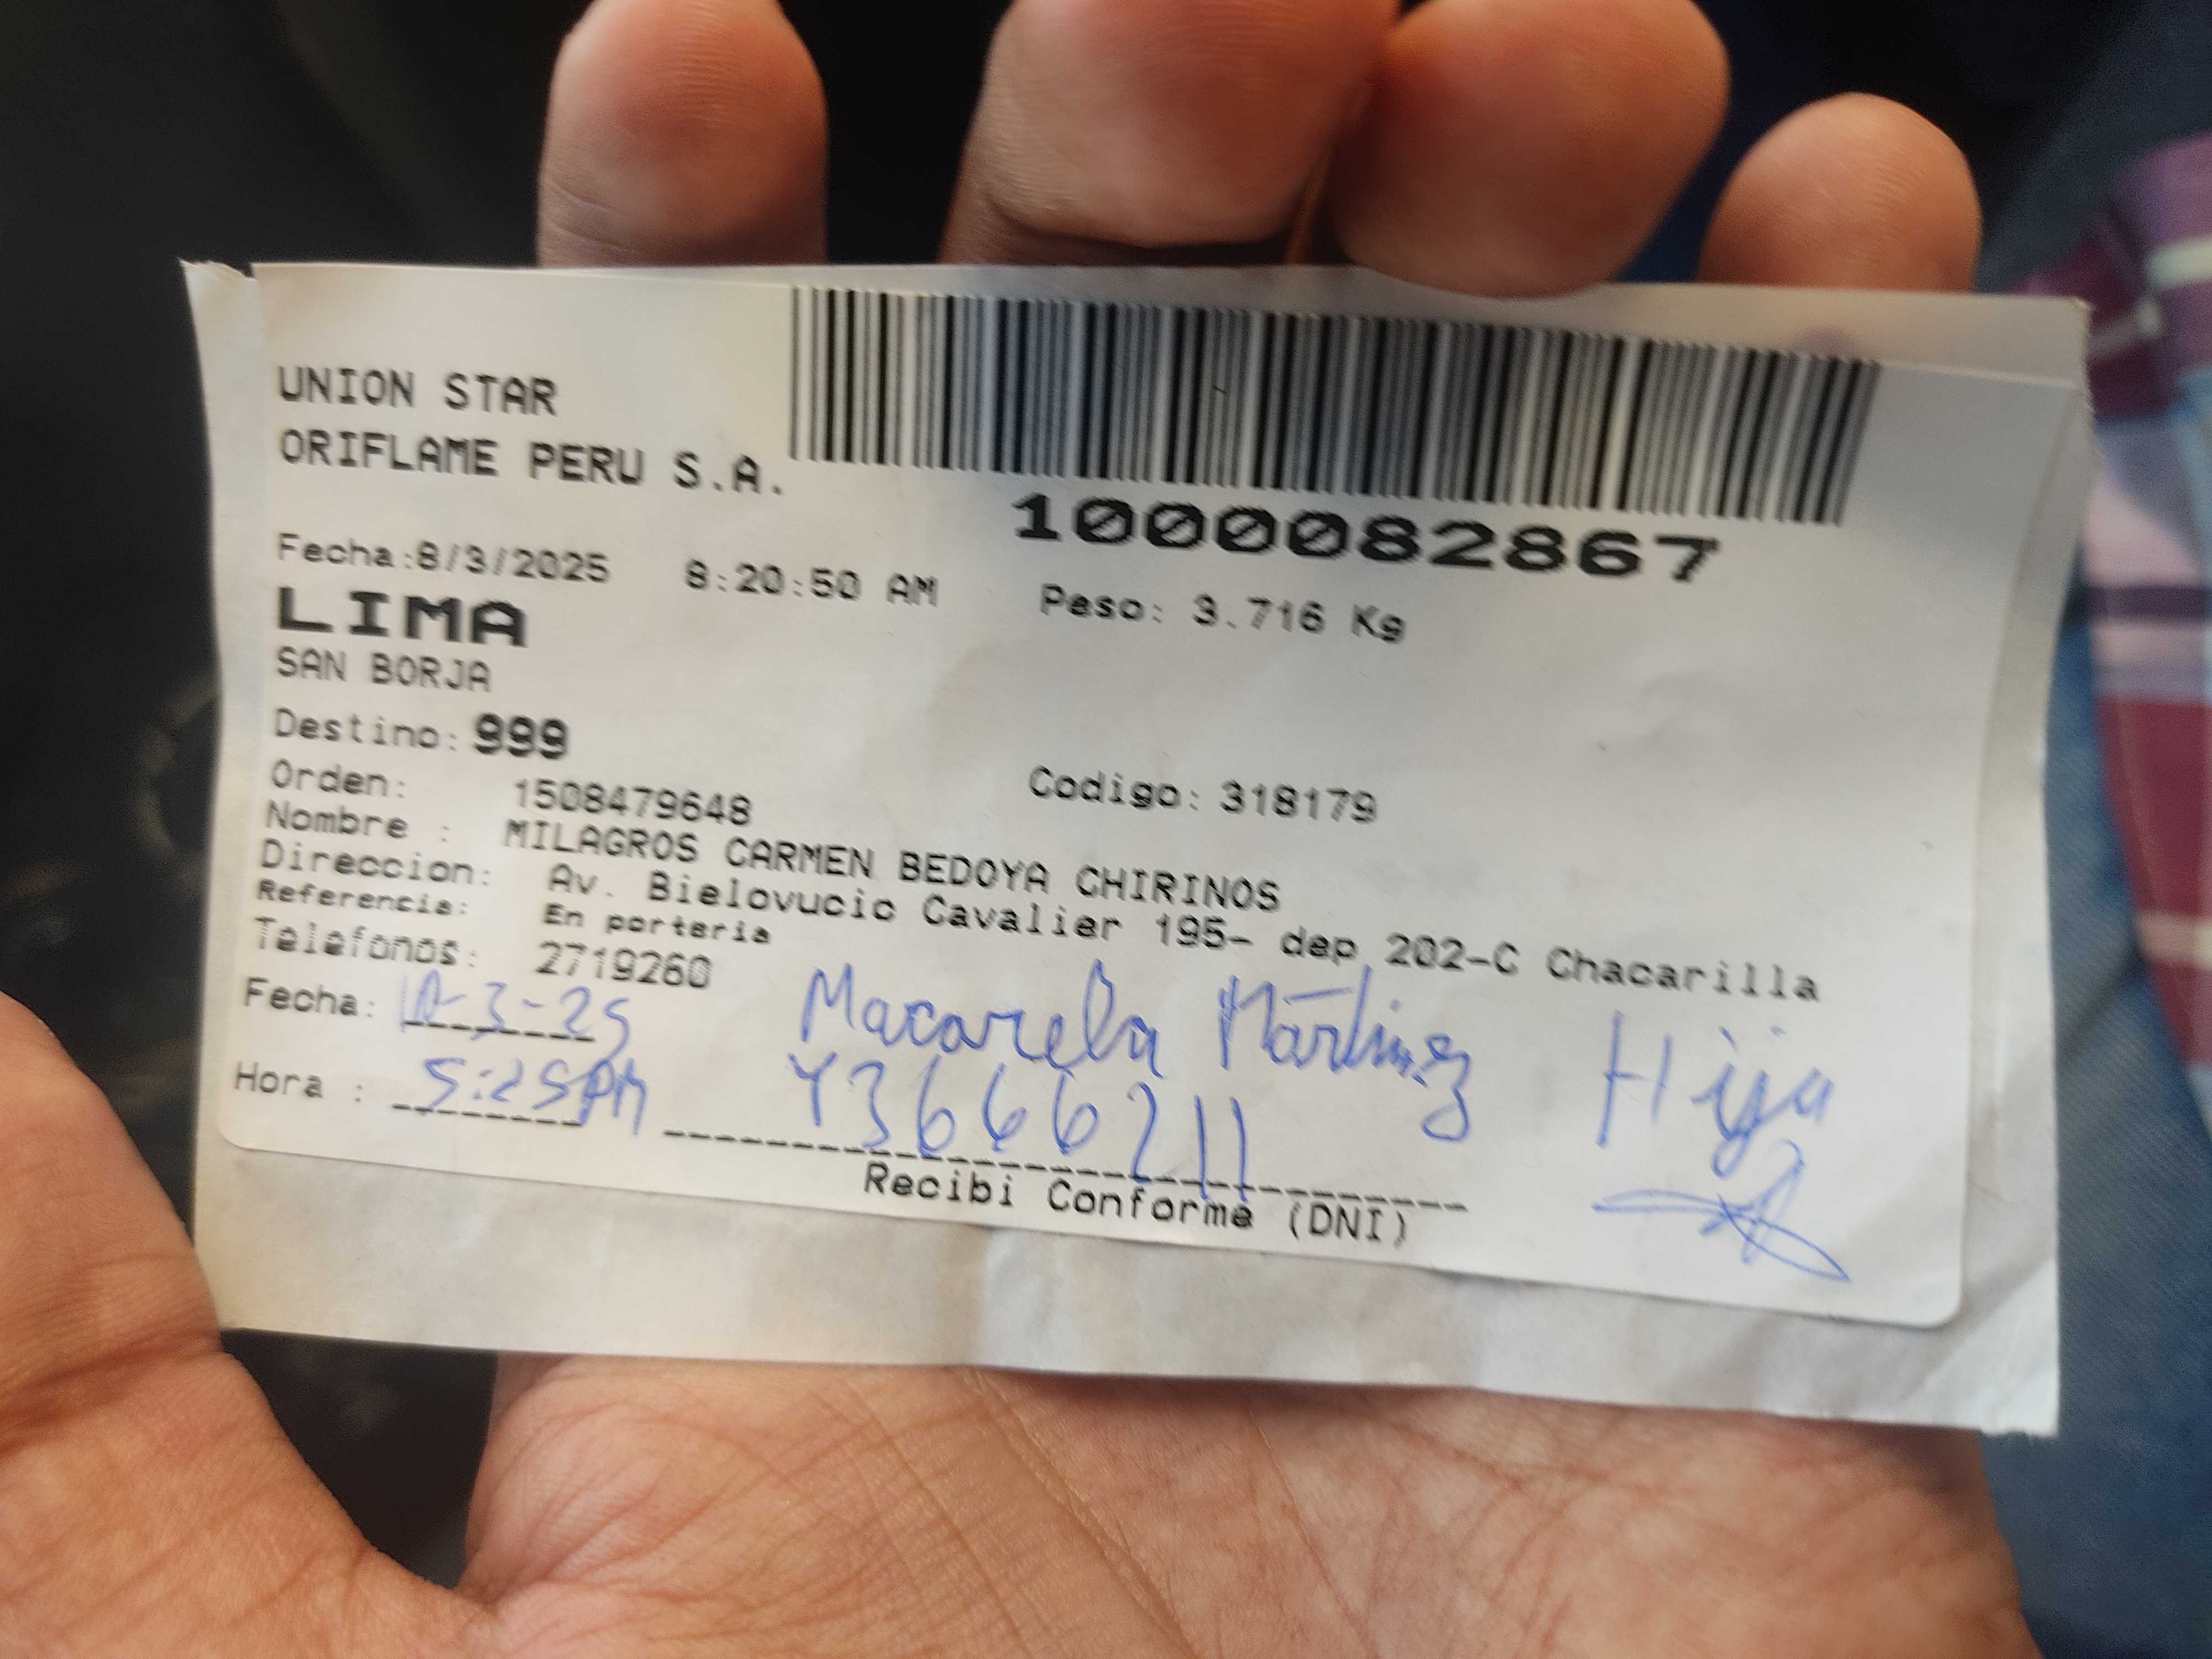 UNION STAR
ORIFLAME PERU S.A.
1000082867
Fecha:8/3/2025 8:20:50 AM Peso: 3.716 Kg
LIMA
SAN BORJA
Destino: 999
Orden: 1508479648 Codigo: 318179
Nombre : MILAGROS CARMEN BEDOYA CHIRINOS
Direccion: Av. Bielovucic Cavalier 195- dep 202-C Chacarilla
Referencia: En porteria
Telefonos: 2719260
Fecha: 10-3-25 Macarela Martinez Hija
Hora : 5:25PM 73666211
Recibi Conforme (DNI)